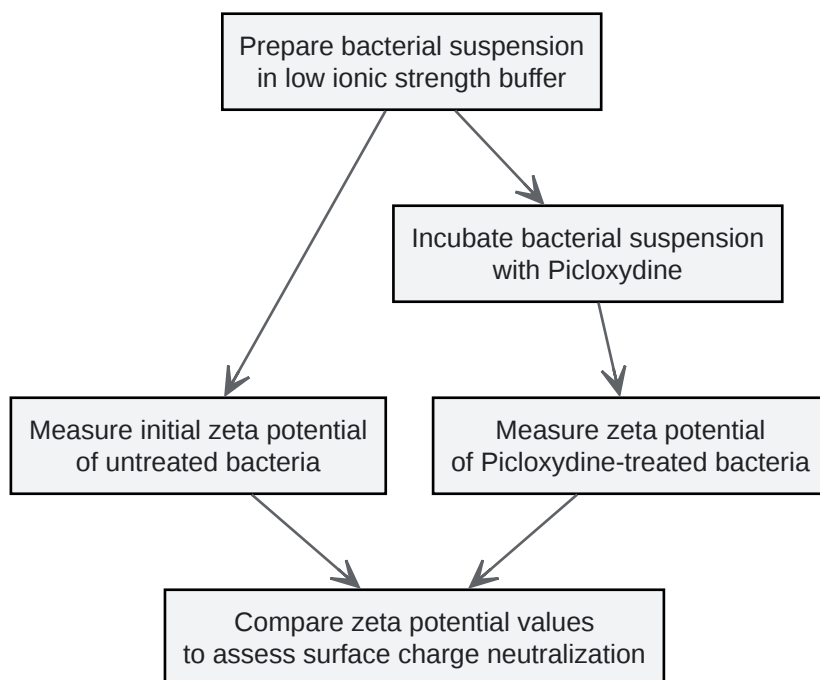 Prepare bacterial suspension
in low ionic strength buffer
Incubate bacterial suspension
with Picloxydine
Measure initial zeta potential
of untreated bacteria
Measure zeta potential
of Picloxydine-treated bacteria
Compare zeta potential values
to assess surface charge neutralization